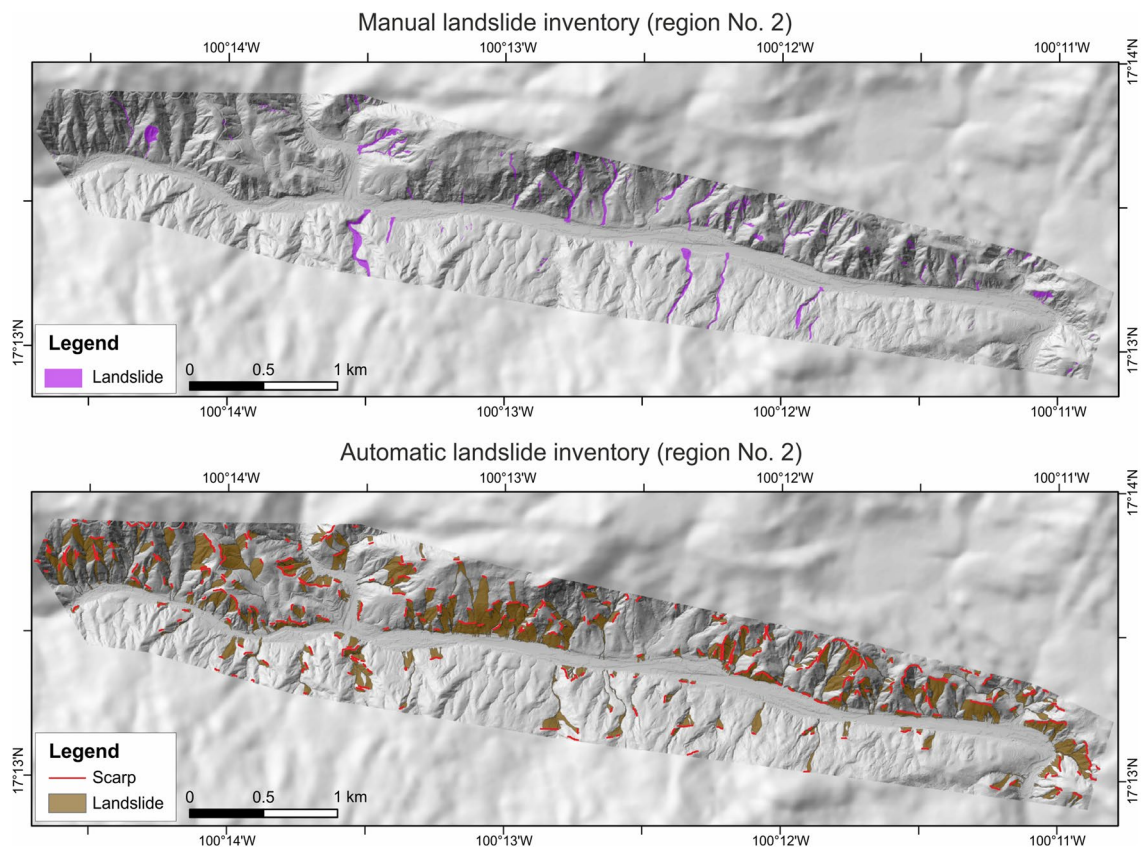 Manual landslide inventory (region No. 2)
100°14'W 100°13'W 100°12'W 100°11'W
17°14'N
17°13'N
17°13'N
Legend
Landslide
0 0.5 1 km
100°14'W 100°13'W 100°12'W 100°11'W
Automatic landslide inventory (region No. 2)
100°14'W 100°13'W 100°12'W 100°11'W
17°14'N
17°13'N
17°13'N
Legend
Scarp
Landslide
0 0.5 1 km
100°14'W 100°13'W 100°12'W 100°11'W